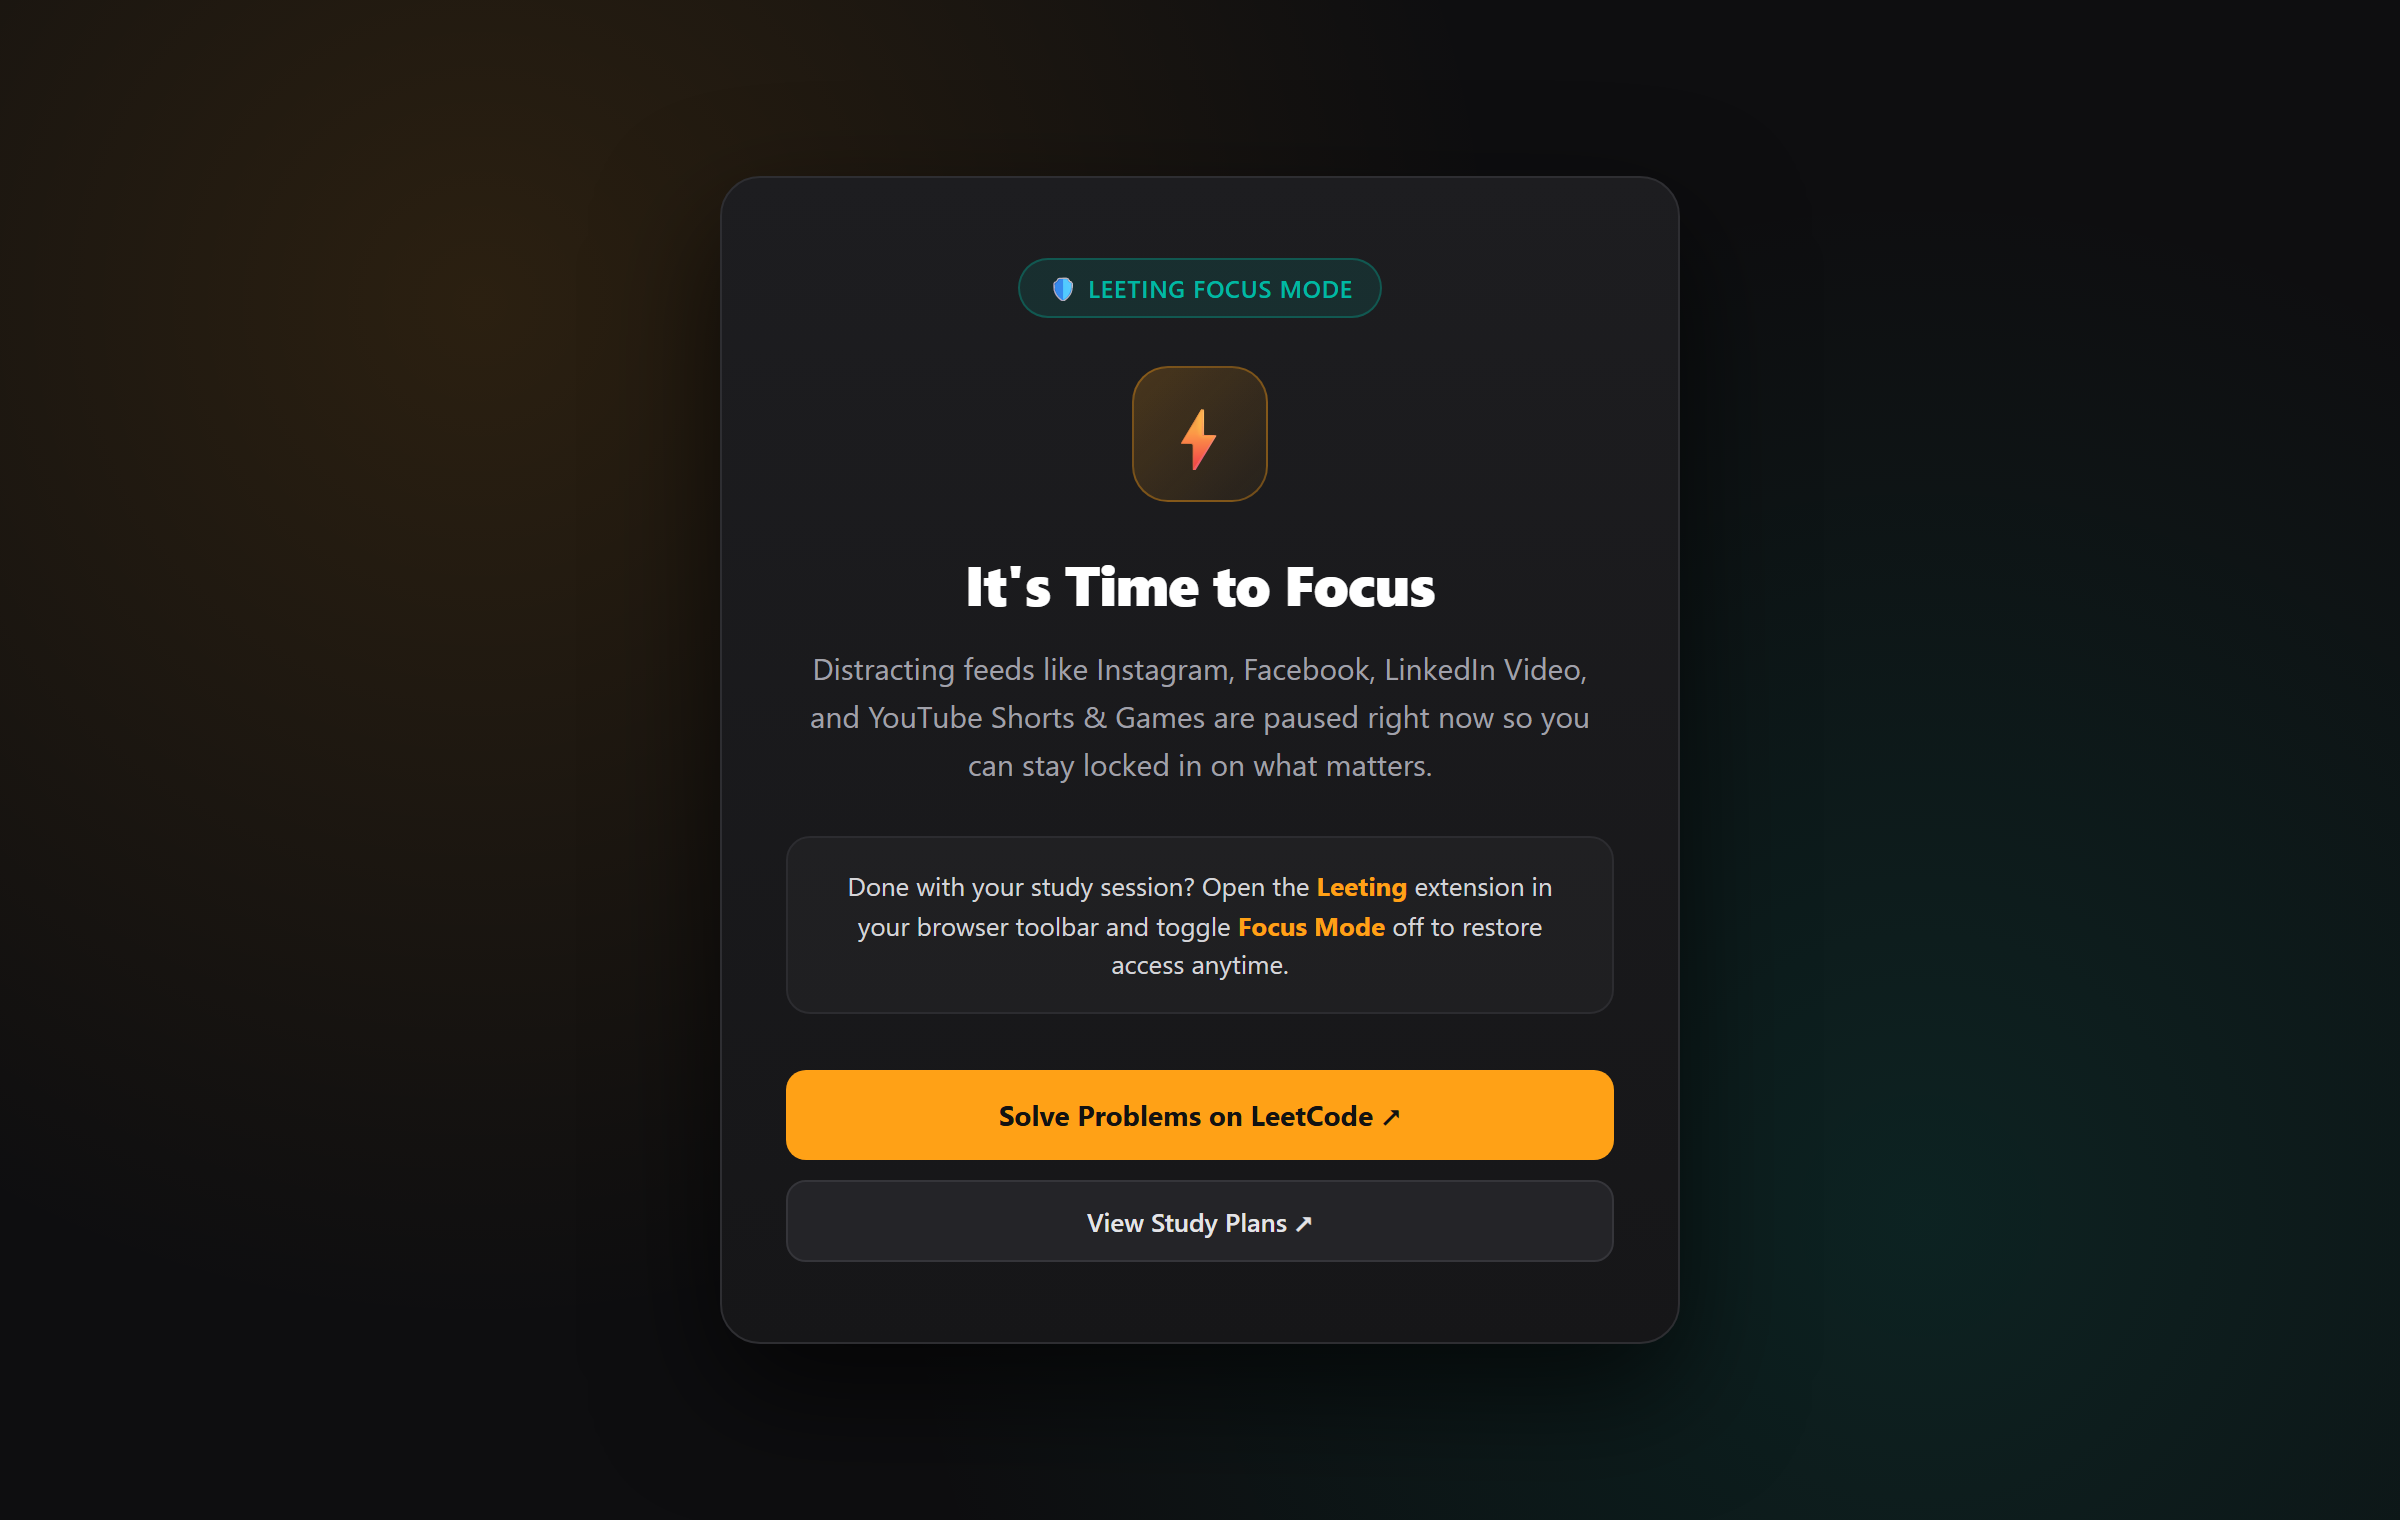 LEETING FOCUS MODE
It's Time to Focus
Distracting feeds like Instagram, Facebook, LinkedIn Video,
and YouTube Shorts & Games are paused right now so you
can stay locked in on what matters.
Done with your study session? Open the Leeting extension in
your browser toolbar and toggle Focus Mode off to restore
access anytime.
Solve Problems on LeetCode ↗
View Study Plans ↗